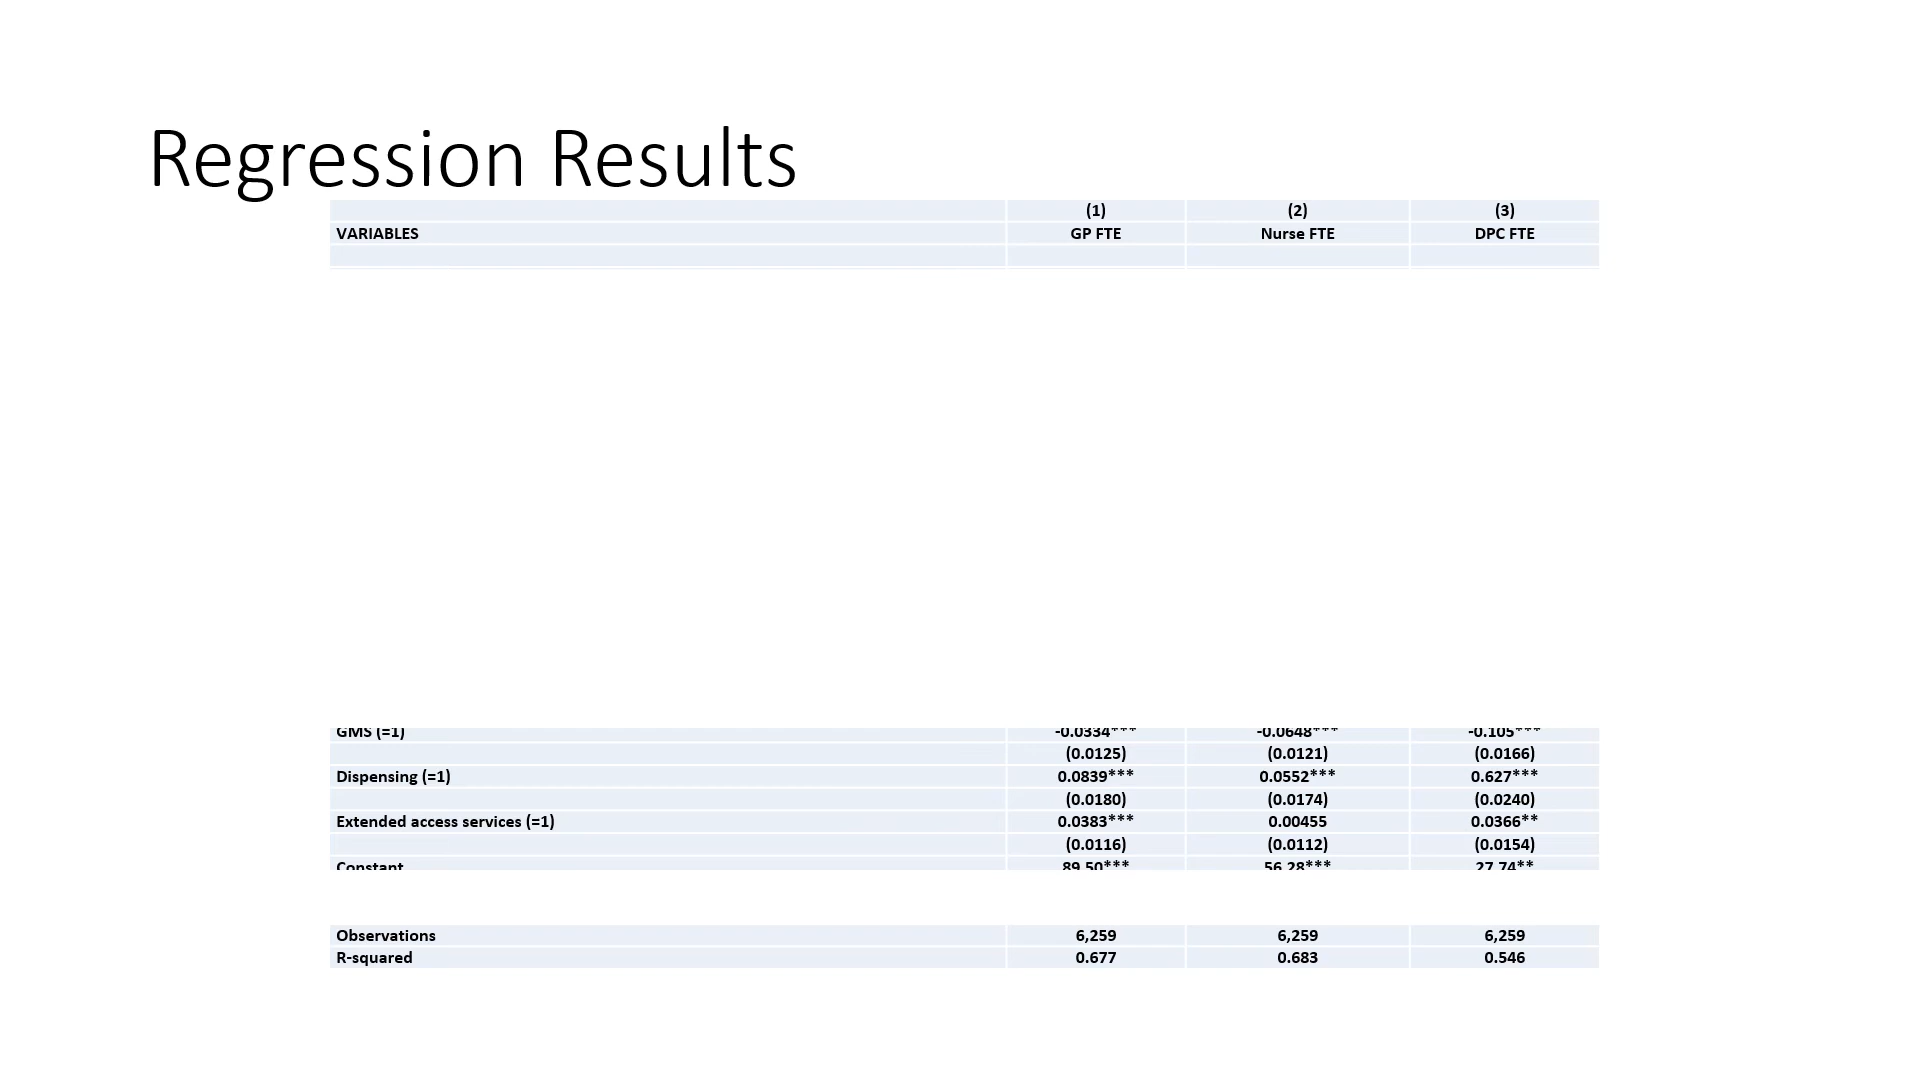 Regression Results
(1) (2) (3)
VARIABLES GP FTE Nurse FTE DPC FTE
GMS (=1) -0.0334*** -0.0648*** -0.105***
(0.0125) (0.0121) (0.0166)
Dispensing (=1) 0.0839*** 0.0552*** 0.627***
(0.0180) (0.0174) (0.0240)
Extended access services (=1) 0.0383*** 0.00455 0.0366**
(0.0116) (0.0112) (0.0154)
Constant 89.50*** 56.28*** 27.74**
Observations 6,259 6,259 6,259
R-squared 0.677 0.683 0.546